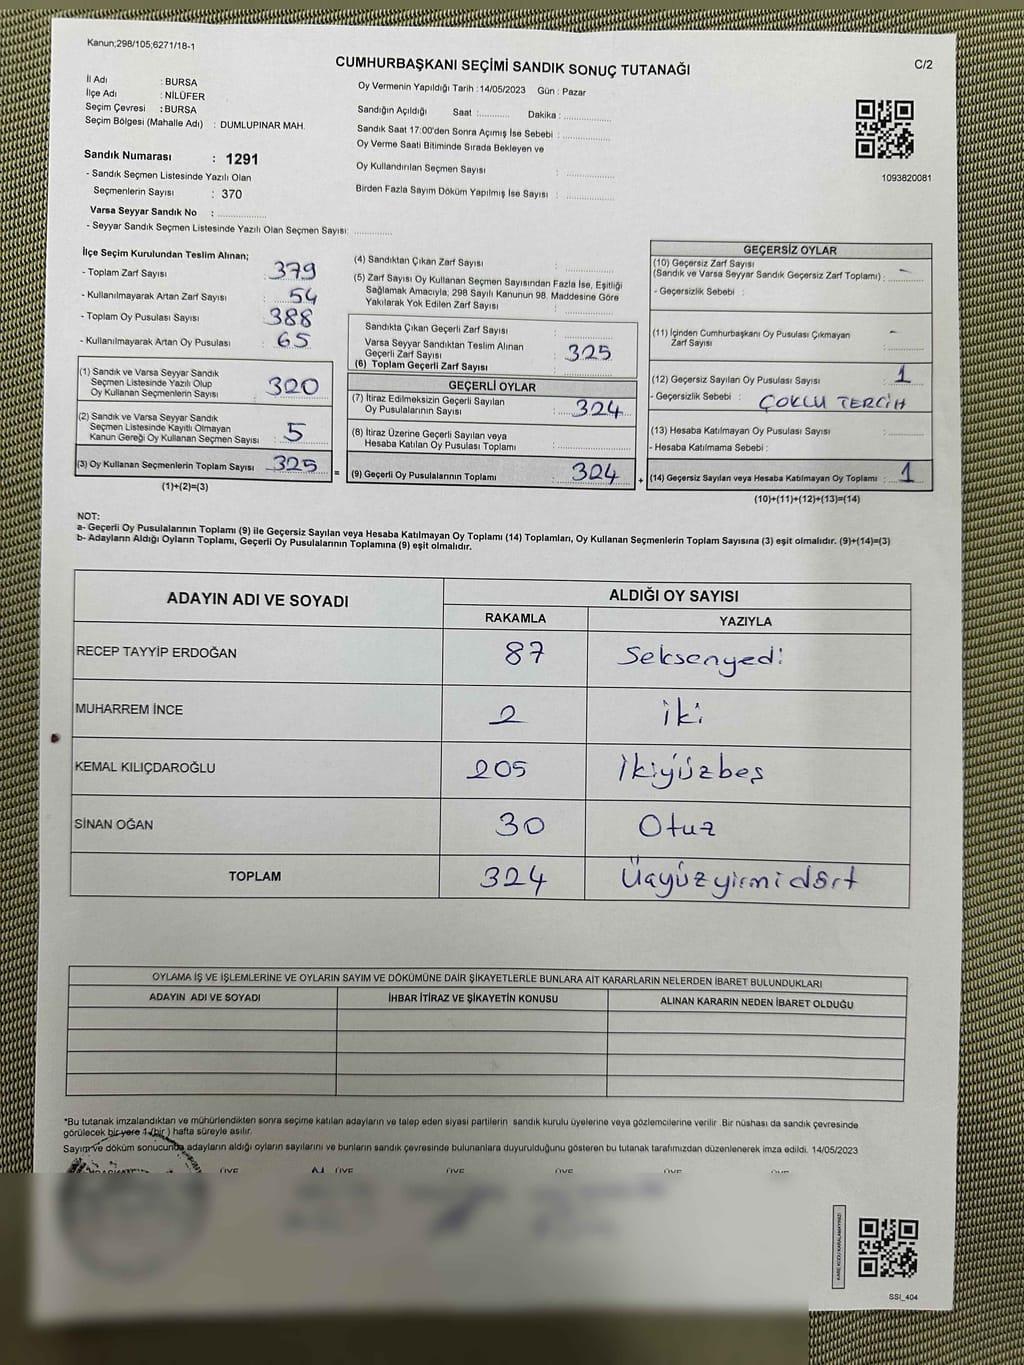 Kanun;298/105;6271/18-1
CUMHURBAŞKANI SEÇİMİ SANDIK SONUÇ TUTANAĞI
C/2
İl Adı : BURSA
İlçe Adı : NİLÜFER
Seçim Çevresi : BURSA
Seçim Bölgesi (Mahalle Adı) : DUMLUPINAR MAH.
Sandık Numarası : 1291
- Sandık Seçmen Listesinde Yazılı Olan
Seçmenlerin Sayısı : 370
Varsa Seyyar Sandık No : ................
- Seyyar Sandık Seçmen Listesinde Yazılı Olan Seçmen Sayısı: .............
Oy Vermenin Yapıldığı Tarih : 14/05/2023 Gün : Pazar
Sandığın Açıldığı Saat :........... Dakika : ................
Sandık Saat 17:00'den Sonra Açımış İse Sebebi : ................
Oy Verme Saati Bitiminde Sırada Bekleyen ve
Oy Kullandırılan Seçmen Sayısı : ................
Birden Fazla Sayım Döküm Yapılmış İse Sayısı : ................
1093820081
İlçe Seçim Kurulundan Teslim Alınan;
- Toplam Zarf Sayısı : 379
- Kullanılmayarak Artan Zarf Sayısı : 54
- Toplam Oy Pusulası Sayısı : 388
- Kullanılmayarak Artan Oy Pusulası : 65
(1) Sandık ve Varsa Seyyar Sandık
Seçmen Listesinde Yazılı Olup
Oy Kullanan Seçmenlerin Sayısı : 320
(2) Sandık ve Varsa Seyyar Sandık
Seçmen Listesinde Kayıtlı Olmayan
Kanun Gereği Oy Kullanan Seçmen Sayısı : 5
(3) Oy Kullanan Seçmenlerin Toplam Sayısı : 325
(1)+(2)=(3)
=
(4) Sandıktan Çıkan Zarf Sayısı : ................
(5) Zarf Sayısı Oy Kullanan Seçmen Sayısından Fazla İse, Eşitliği
Sağlamak Amacıyla, 298 Sayılı Kanunun 98. Maddesine Göre
Yakılarak Yok Edilen Zarf Sayısı : ................
Sandıkta Çıkan Geçerli Zarf Sayısı :
Varsa Seyyar Sandıktan Teslim Alınan
Geçerli Zarf Sayısı : 325
(6) Toplam Geçerli Zarf Sayısı :
GEÇERLİ OYLAR
(7) İtiraz Edilmeksizin Geçerli Sayılan
Oy Pusulalarının Sayısı : 324
(8) İtiraz Üzerine Geçerli Sayılan veya
Hesaba Katılan Oy Pusulası Toplamı : ................
(9) Geçerli Oy Pusulalarının Toplamı : 324
+
GEÇERSİZ OYLAR
(10) Geçersiz Zarf Sayısı
(Sandık ve Varsa Seyyar Sandık Geçersiz Zarf Toplamı) : -
- Geçersizlik Sebebi :
(11) İçinden Cumhurbaşkanı Oy Pusulası Çıkmayan
Zarf Sayısı : -
(12) Geçersiz Sayılan Oy Pusulası Sayısı : 1
- Geçersizlik Sebebi : ÇOKLU TERCİH
(13) Hesaba Katılmayan Oy Pusulası Sayısı : ...........
- Hesaba Katılmama Sebebi :
(14) Geçersiz Sayılan veya Hesaba Katılmayan Oy Toplamı : 1
(10)+(11)+(12)+(13)=(14)
NOT:
a- Geçerli Oy Pusulalarının Toplamı (9) ile Geçersiz Sayılan veya Hesaba Katılmayan Oy Toplamı (14) Toplamları, Oy Kullanan Seçmenlerin Toplam Sayısına (3) eşit olmalıdır. (9)+(14)=(3)
b- Adayların Aldığı Oyların Toplamı, Geçerli Oy Pusulalarının Toplamına (9) eşit olmalıdır.
ADAYIN ADI VE SOYADI
ALDIĞI OY SAYISI
RAKAMLA YAZIYLA
RECEP TAYYİP ERDOĞAN 87 Seksenyedi
MUHARREM İNCE 2 iki
KEMAL KILIÇDAROĞLU 205 İkiyüzbeş
SİNAN OĞAN 30 Otuz
TOPLAM 324 Üçyüzyirmidört
OYLAMA İŞ VE İŞLEMLERİNE VE OYLARIN SAYIM VE DÖKÜMÜNE DAİR ŞİKAYETLERLE BUNLARA AİT KARARLARIN NELERDEN İBARET BULUNDUKLARI
ADAYIN ADI VE SOYADI İHBAR İTİRAZ VE ŞİKAYETİN KONUSU ALINAN KARARIN NEDEN İBARET OLDUĞU
*Bu tutanak imzalandıktan ve mühürlendikten sonra seçime katılan adayların ve talep eden siyasi partilerin sandık kurulu üyelerine veya gözlemcilerine verilir .Bir nüshası da sandık çevresinde
görülecek bir yere 1 (bir ) hafta süreyle asılır.
Sayım ve döküm sonucunda adayların aldığı oyların sayılarını ve bunların sandık çevresinde bulunanlara duyurulduğunu gösteren bu tutanak tarafımızdan düzenlenerek imza edildi. 14/05/2023
ÜYE ÜYE ÜYE ÜYE ÜYE ÜYE
KARE KODU KARALAMAYINIZ!
SSI_404